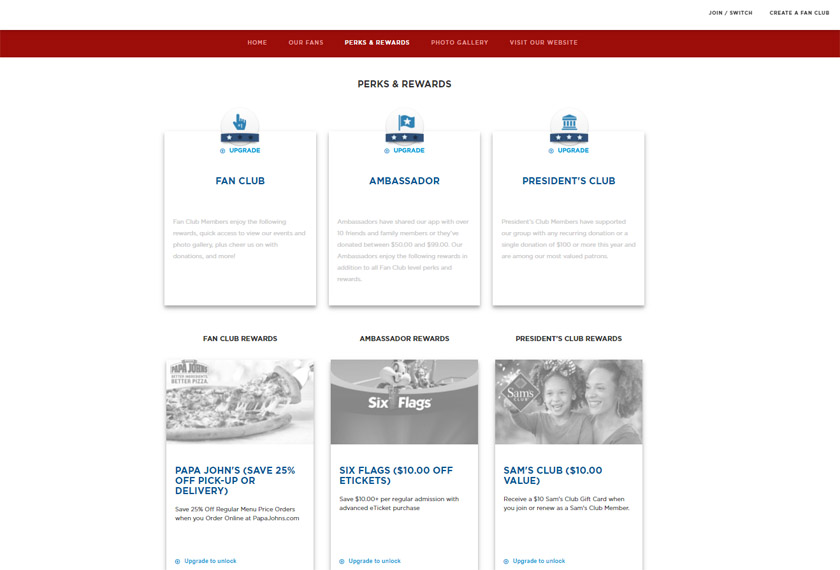 JOIN / SWITCH CREATE A FAN CLUB
HOME OUR FANS PERKS & REWARDS PHOTO GALLERY VISIT OUR WEBSITE
PERKS & REWARDS
UPGRADE
FAN CLUB
Fan Club Members enjoy the following
rewards, quick access to view our events and
photo gallery, plus cheer us on with
donations, and more!
UPGRADE
AMBASSADOR
Ambassadors have shared our app with over
10 friends and family members or they've
donated between $50.00 and $99.00. Our
Ambassadors enjoy the following rewards in
addition to all Fan Club level perks and
rewards.
UPGRADE
PRESIDENT'S CLUB
President's Club Members have supported
our group with any recurring donation or a
single donation of $100 or more this year and
are among our most valued patrons.
FAN CLUB REWARDS
PAPA JOHN'S
BETTER INGREDIENTS.
BETTER PIZZA.
PAPA JOHN'S (SAVE 25%
OFF PICK-UP OR
DELIVERY)
Save 25% Off Regular Menu Price Orders
when you Order Online at PapaJohns.com
Upgrade to unlock
AMBASSADOR REWARDS
Six Flags
SIX FLAGS ($10.00 OFF
ETICKETS)
Save $10.00+ per regular admission with
advanced eTicket purchase
Upgrade to unlock
PRESIDENT'S CLUB REWARDS
Sam's
CLUB
SAM'S CLUB ($10.00
VALUE)
Receive a $10 Sam's Club Gift Card when
you join or renew as a Sam's Club Member.
Upgrade to unlock